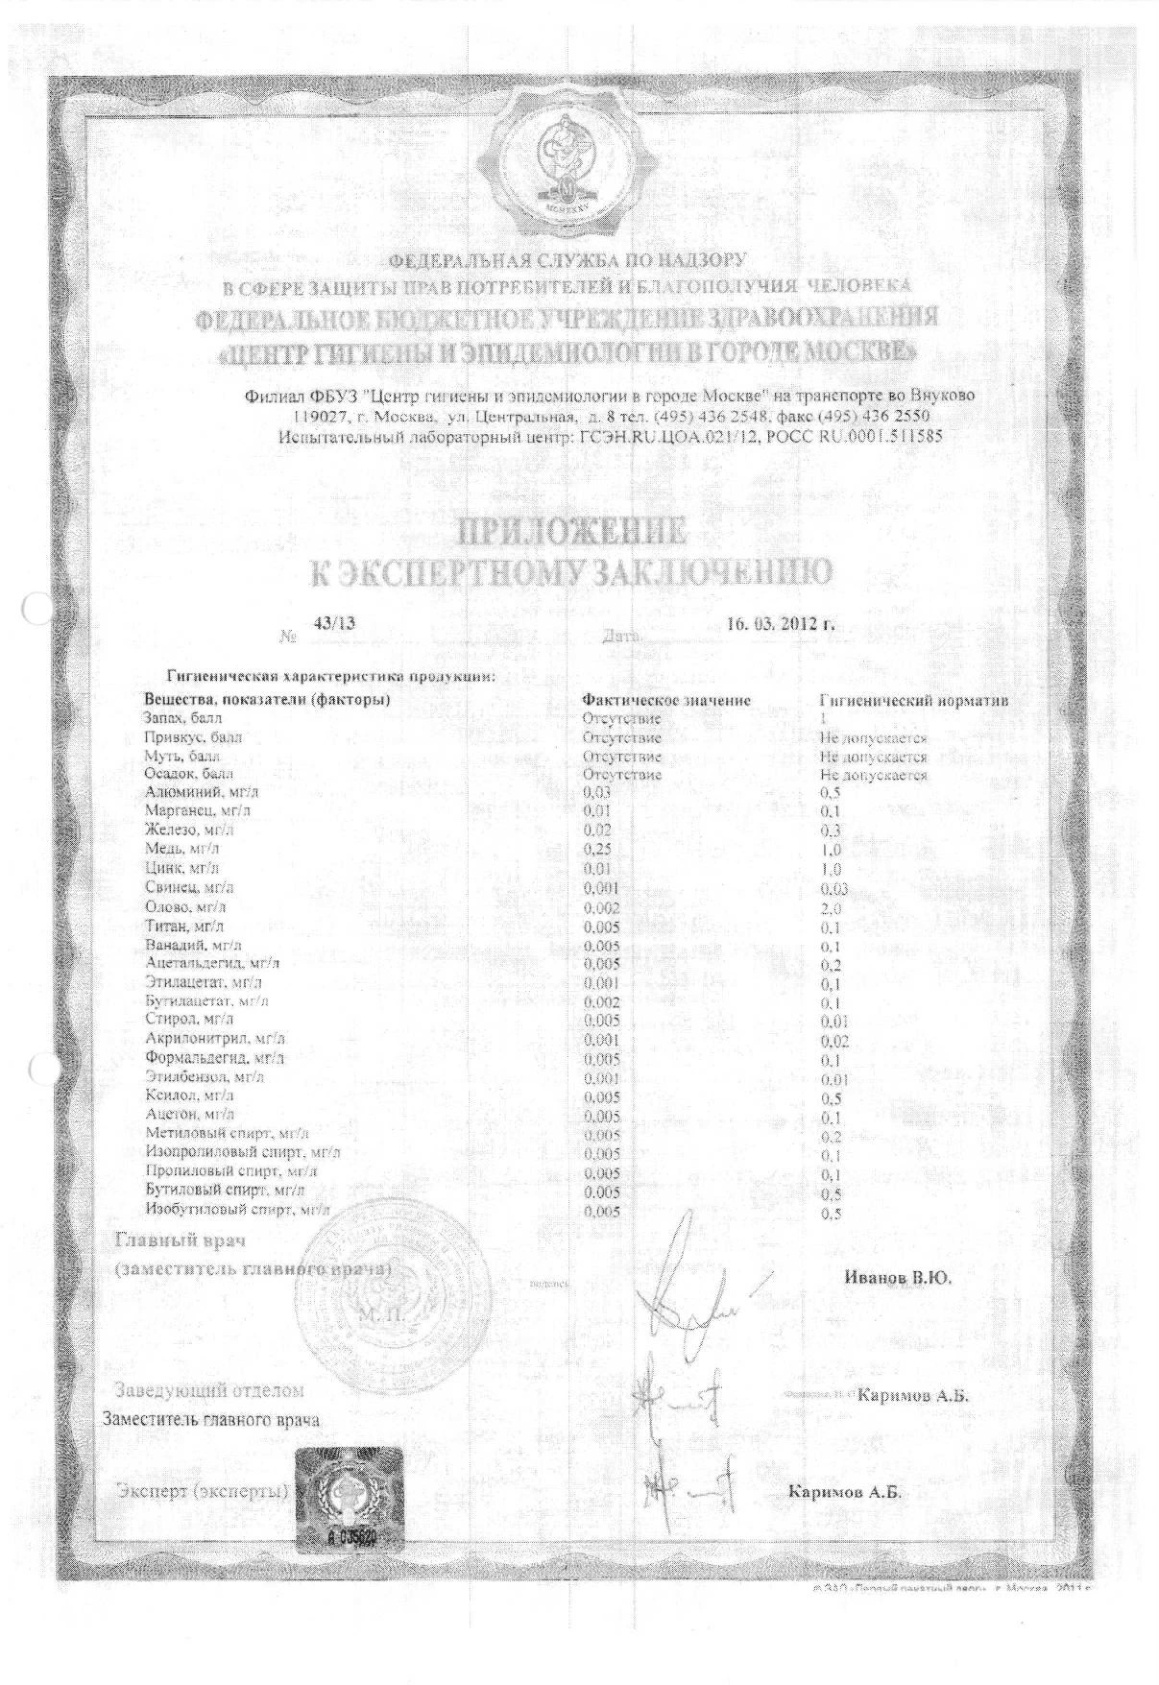 МСМХХХV
ФЕДЕРАЛЬНАЯ СЛУЖБА ПО НАДЗОРУ
В СФЕРЕ ЗАЩИТЫ ПРАВ ПОТРЕБИТЕЛЕЙ И БЛАГОПОЛУЧИЯ ЧЕЛОВЕКА
ФЕДЕРАЛЬНОЕ БЮДЖЕТНОЕ УЧРЕЖДЕНИЕ ЗДРАВООХРАНЕНИЯ
«ЦЕНТР ГИГИЕНЫ И ЭПИДЕМИОЛОГИИ В ГОРОДЕ МОСКВЕ»
Филиал ФБУЗ "Центр гигиены и эпидемиологии в городе Москве" на транспорте во Внуково
119027, г. Москва, ул. Центральная, д. 8 тел. (495) 436 2548, факс (495) 436 2550
Испытательный лабораторный центр: ГСЭН.RU.ЦОА.021/12, РОСС RU.0001.511585
ПРИЛОЖЕНИЕ
К ЭКСПЕРТНОМУ ЗАКЛЮЧЕНИЮ
№ 43/13 Дата 16. 03. 2012 г.
Гигиеническая характеристика продукции:
Вещества, показатели (факторы) Фактическое значение Гигиенический норматив
Запах, балл Отсутствие 1
Привкус, балл Отсутствие Не допускается
Муть, балл Отсутствие Не допускается
Осадок, балл Отсутствие Не допускается
Алюминий, мг/л 0,03 0,5
Марганец, мг/л 0.01 0.1
Железо, мг/л 0.02 0,3
Медь, мг/л 0,25 1,0
Цинк, мг/л 0,01 1,0
Свинец, мг/л 0,001 0,03
Олово, мг/л 0.002 2,0
Титан, мг/л 0.005 0.1
Ванадий, мг/л 0.005 0,1
Ацетальдегид, мг/л 0,005 0,2
Этилацетат, мг/л 0.001 0,1
Бутилацетат, мг/л 0.002 0.1
Стирол, мг/л 0.005 0,01
Акрилонитрил, мг/л 0,001 0,02
Формальдегид, мг/л 0,005 0,1
Этилбензол, мг/л 0,001 0,01
Ксилол, мг/л 0,005 0,5
Ацетон, мг/л 0,005 0.1
Метиловый спирт, мг/л 0,005 0.2
Изопропиловый спирт, мг/л 0,005 0,1
Пропиловый спирт, мг/л 0.005 0,1
Бутиловый спирт, мг/л 0.005 0.5
Изобутиловый спирт, мг/л 0,005 0,5
Главный врач
(заместитель главного врача)
подпись
Иванов В.Ю.
М. П.
Заведующий отделом
Каримов А.Б.
Заместитель главного врача
Эксперт (эксперты)
Каримов А.Б.
© ЗАО «Первый печатный двор», г. Москва, 2011 г.